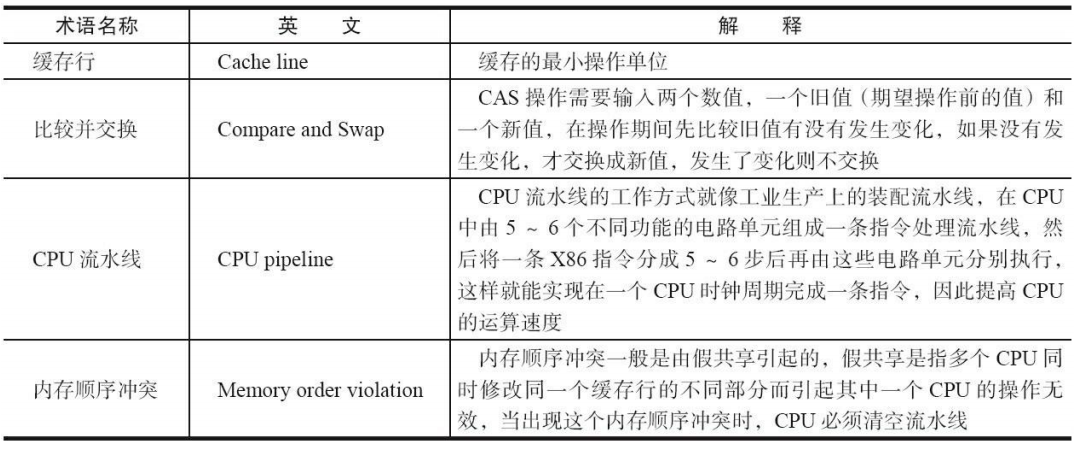 术语名称 英 文 解 释
缓存行 Cache line 缓存的最小操作单位
比较并交换 Compare and Swap CAS 操作需要输入两个数值，一个旧值（期望操作前的值）和
一个新值，在操作期间先比较旧值有没有发生变化，如果没有发
生变化，才交换成新值，发生了变化则不交换
CPU 流水线 CPU pipeline CPU 流水线的工作方式就像工业生产上的装配流水线，在 CPU
中由 5 ～ 6 个不同功能的电路单元组成一条指令处理流水线，然
后将一条 X86 指令分成 5 ～ 6 步后再由这些电路单元分别执行，
这样就能实现在一个 CPU 时钟周期完成一条指令，因此提高 CPU
的运算速度
内存顺序冲突 Memory order violation 内存顺序冲突一般是由假共享引起的，假共享是指多个 CPU 同
时修改同一个缓存行的不同部分而引起其中一个 CPU 的操作无
效，当出现这个内存顺序冲突时，CPU 必须清空流水线